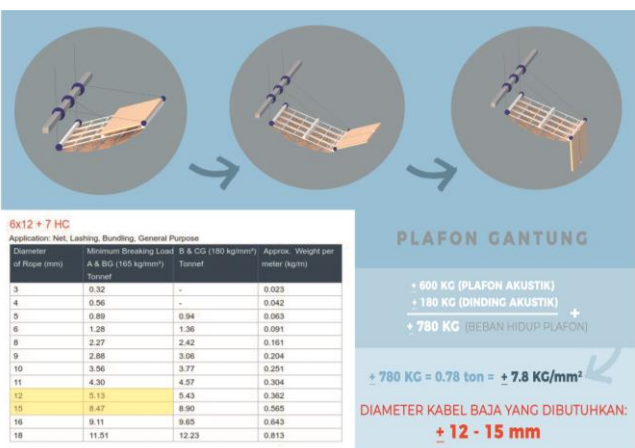 6x12 + 7 HC
Application: Net, Lashing, Bundling, General Purpose
Diameter of Rope (mm) Minimum Breaking Load A & BG (165 kg/mm²) Tonnef B & CG (180 kg/mm²) Tonnef Approx. Weight per meter (kg/m)
3 0.32 - 0.023
4 0.56 - 0.042
5 0.89 0.94 0.063
6 1.28 1.36 0.091
8 2.27 2.42 0.161
9 2.88 3.06 0.204
10 3.56 3.77 0.251
11 4.30 4.57 0.304
12 5.13 5.43 0.362
15 8.47 8.90 0.565
16 9.11 9.65 0.643
18 11.51 12.23 0.813
PLAFON GANTUNG
± 600 KG (PLAFON AKUSTIK)
± 180 KG (DINDING AKUSTIK)
+
± 780 KG (BEBAN HIDUP PLAFON)
± 780 KG = 0.78 ton = ± 7.8 KG/mm²
DIAMETER KABEL BAJA YANG DIBUTUHKAN:
± 12 - 15 mm